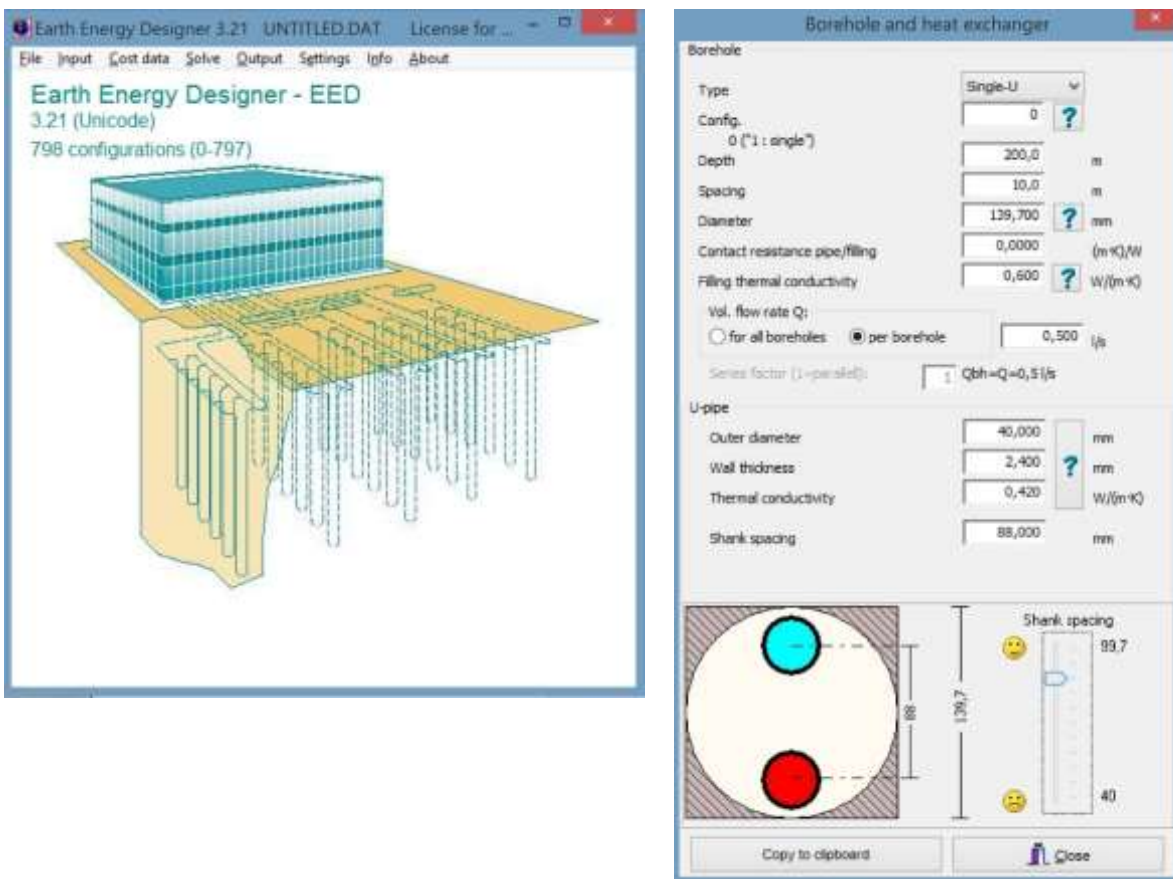 Earth Energy Designer 3.21 UNTITLED.DAT License for ...
File Input Cost data Solve Output Settings Info About
Earth Energy Designer - EED
3.21 (Unicode)
798 configurations (0-797)
Borehole and heat exchanger
Borehole
Type Single-U
Config. 0 ?
0 ("1 : single")
Depth 200,0 m
Spacing 10,0 m
Diameter 139,700 ? mm
Contact resistance pipe/filling 0,0000 (m·K)/W
Filling thermal conductivity 0,600 ? W/(m·K)
Vol. flow rate Q:
for all boreholes per borehole 0,500 l/s
Series factor (1=parallel): 1 Qbh=Q=0,5 l/s
U-pipe
Outer diameter 40,000 mm
Wall thickness 2,400 ? mm
Thermal conductivity 0,420 W/(m·K)
Shank spacing 88,000 mm
Shank spacing
99,7
88
139,7
40
Copy to clipboard Close